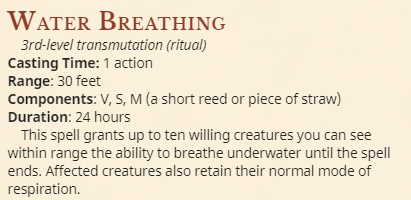 Water Breathing
3rd-level transmutation (ritual)
Casting Time: 1 action
Range: 30 feet
Components: V, S, M (a short reed or piece of straw)
Duration: 24 hours
This spell grants up to ten willing creatures you can see
within range the ability to breathe underwater until the spell
ends. Affected creatures also retain their normal mode of
respiration.